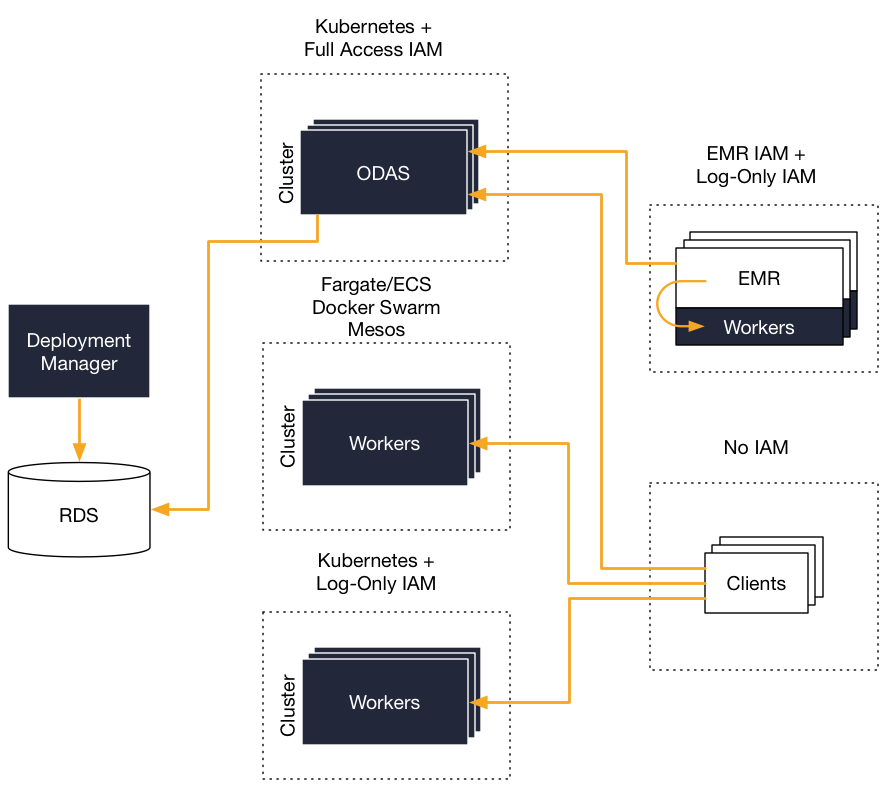 Kubernetes +
Full Access IAM
Cluster
ODAS
EMR IAM +
Log-Only IAM
EMR
Workers
Fargate/ECS
Docker Swarm
Mesos
Deployment
Manager
Cluster
Workers
No IAM
RDS
Kubernetes +
Log-Only IAM
Clients
Cluster
Workers